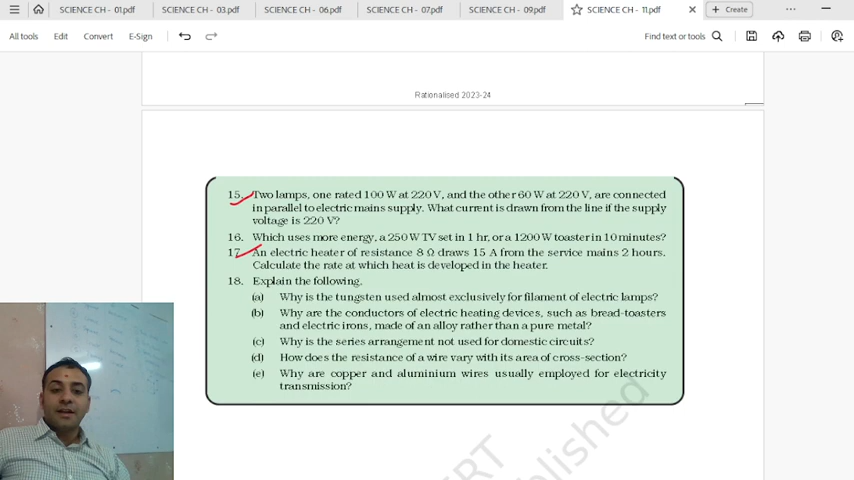 SCIENCE CH - 01.pdf SCIENCE CH - 03.pdf SCIENCE CH - 06.pdf SCIENCE CH - 07.pdf SCIENCE CH - 09.pdf SCIENCE CH - 11.pdf Create
All tools Edit Convert E-Sign Find text or tools
Rationalised 2023-24
15. Two lamps, one rated 100 W at 220 V, and the other 60 W at 220 V, are connected
in parallel to electric mains supply. What current is drawn from the line if the supply
voltage is 220 V?
16. Which uses more energy, a 250 W TV set in 1 hr, or a 1200 W toaster in 10 minutes?
17. An electric heater of resistance 8 Ω draws 15 A from the service mains 2 hours.
Calculate the rate at which heat is developed in the heater.
18. Explain the following.
(a) Why is the tungsten used almost exclusively for filament of electric lamps?
(b) Why are the conductors of electric heating devices, such as bread-toasters
and electric irons, made of an alloy rather than a pure metal?
(c) Why is the series arrangement not used for domestic circuits?
(d) How does the resistance of a wire vary with its area of cross-section?
(e) Why are copper and aluminium wires usually employed for electricity
transmission?